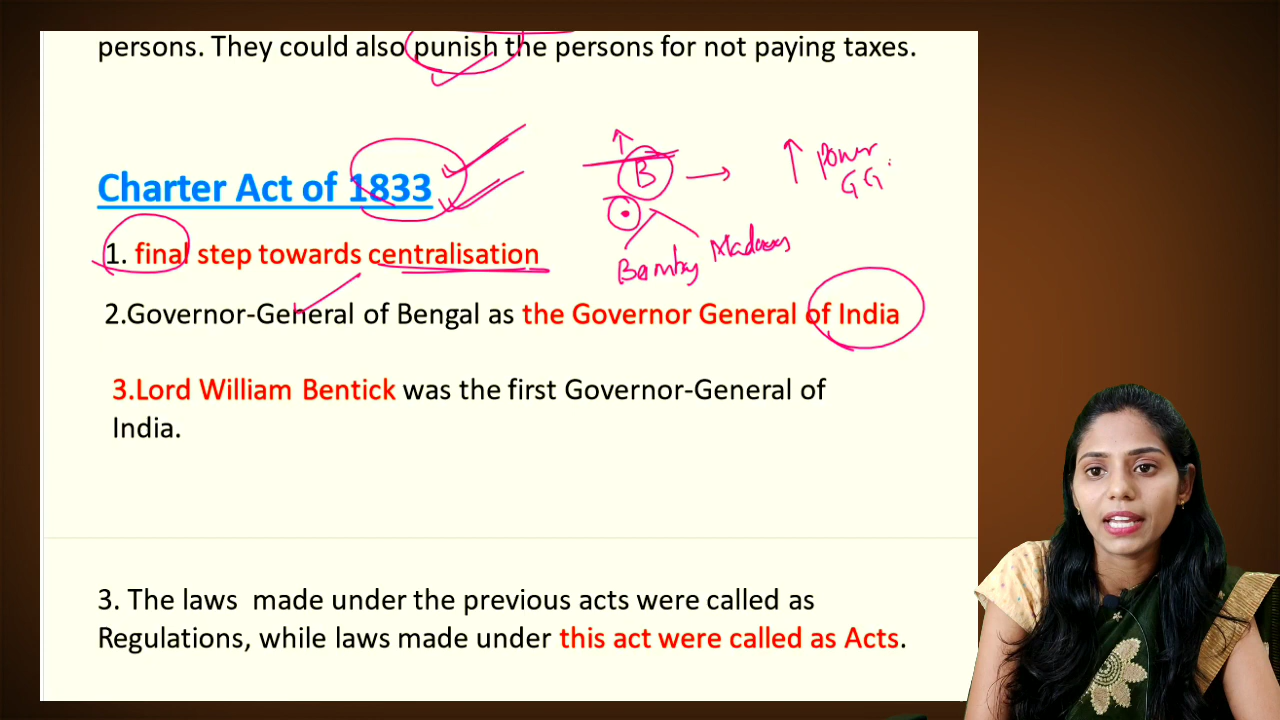 persons. They could also punish the persons for not paying taxes.
Charter Act of 1833
B
Power
GG.
Bombay
Madras
1. final step towards centralisation
2.Governor-General of Bengal as the Governor General of India
3.Lord William Bentick was the first Governor-General of
India.
3. The laws made under the previous acts were called as
Regulations, while laws made under this act were called as Acts.